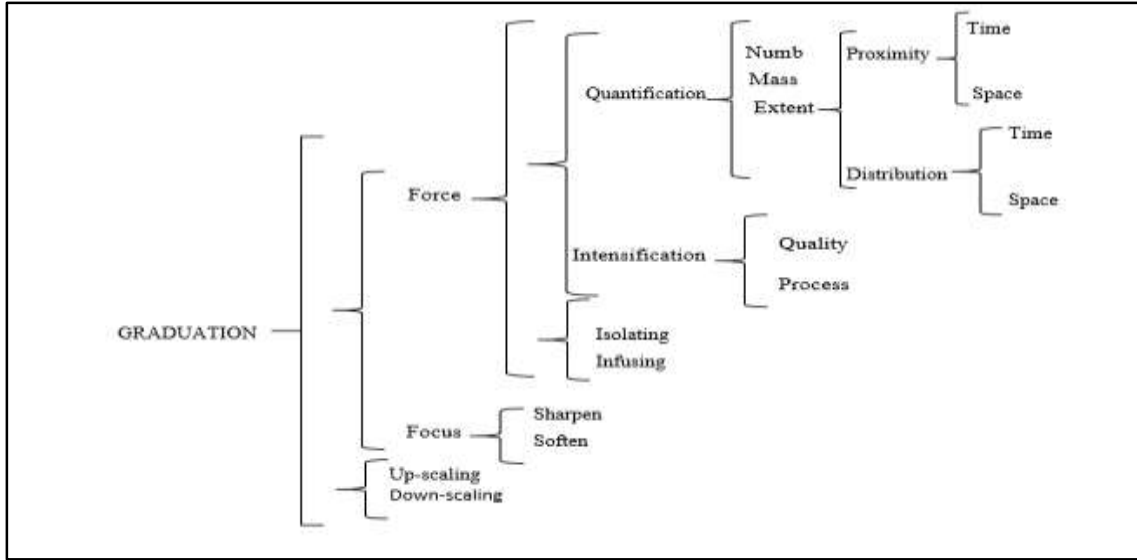 Time
Numb
Proximity
Mass
Quantification
Space
Extent
Time
Distribution
Force
Space
Quality
Intensification
Process
GRADUATION
Isolating
Infusing
Sharpen
Focus
Soften
Up-scaling
Down-scaling